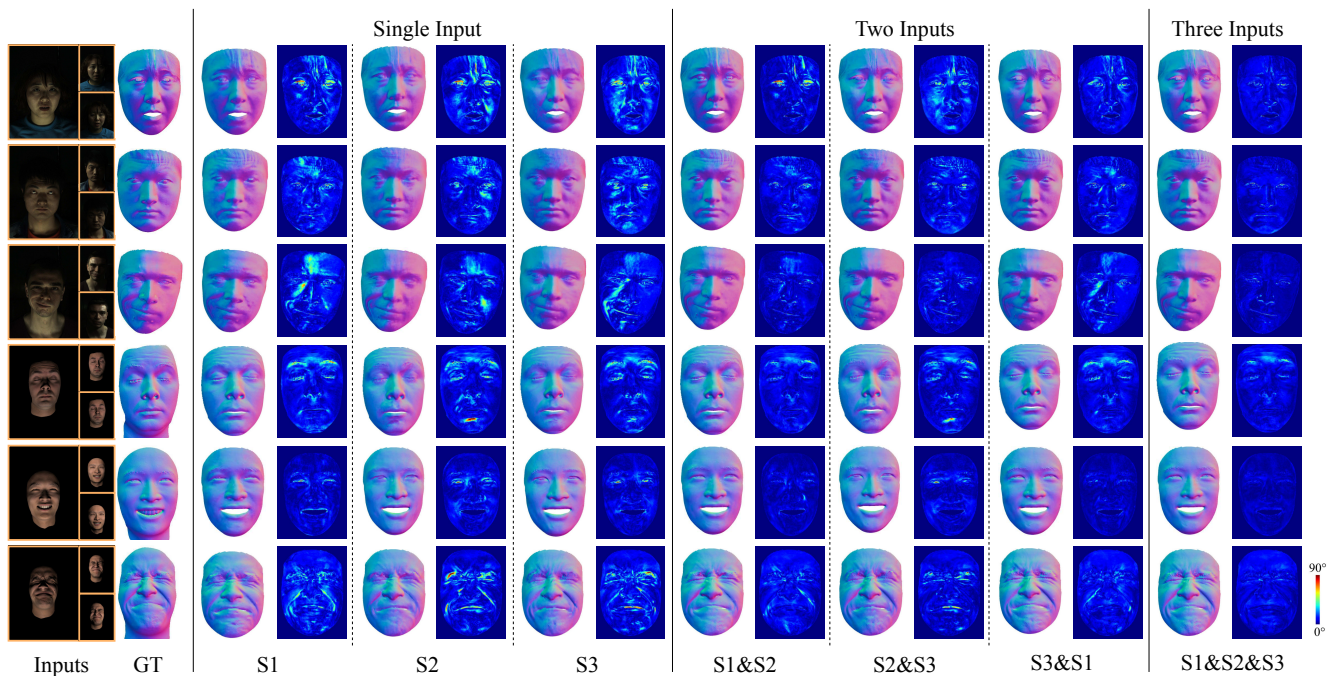 Single Input Two Inputs Three Inputs
90°
0°
Inputs GT S1 S2 S3 S1&S2 S2&S3 S3&S1 S1&S2&S3